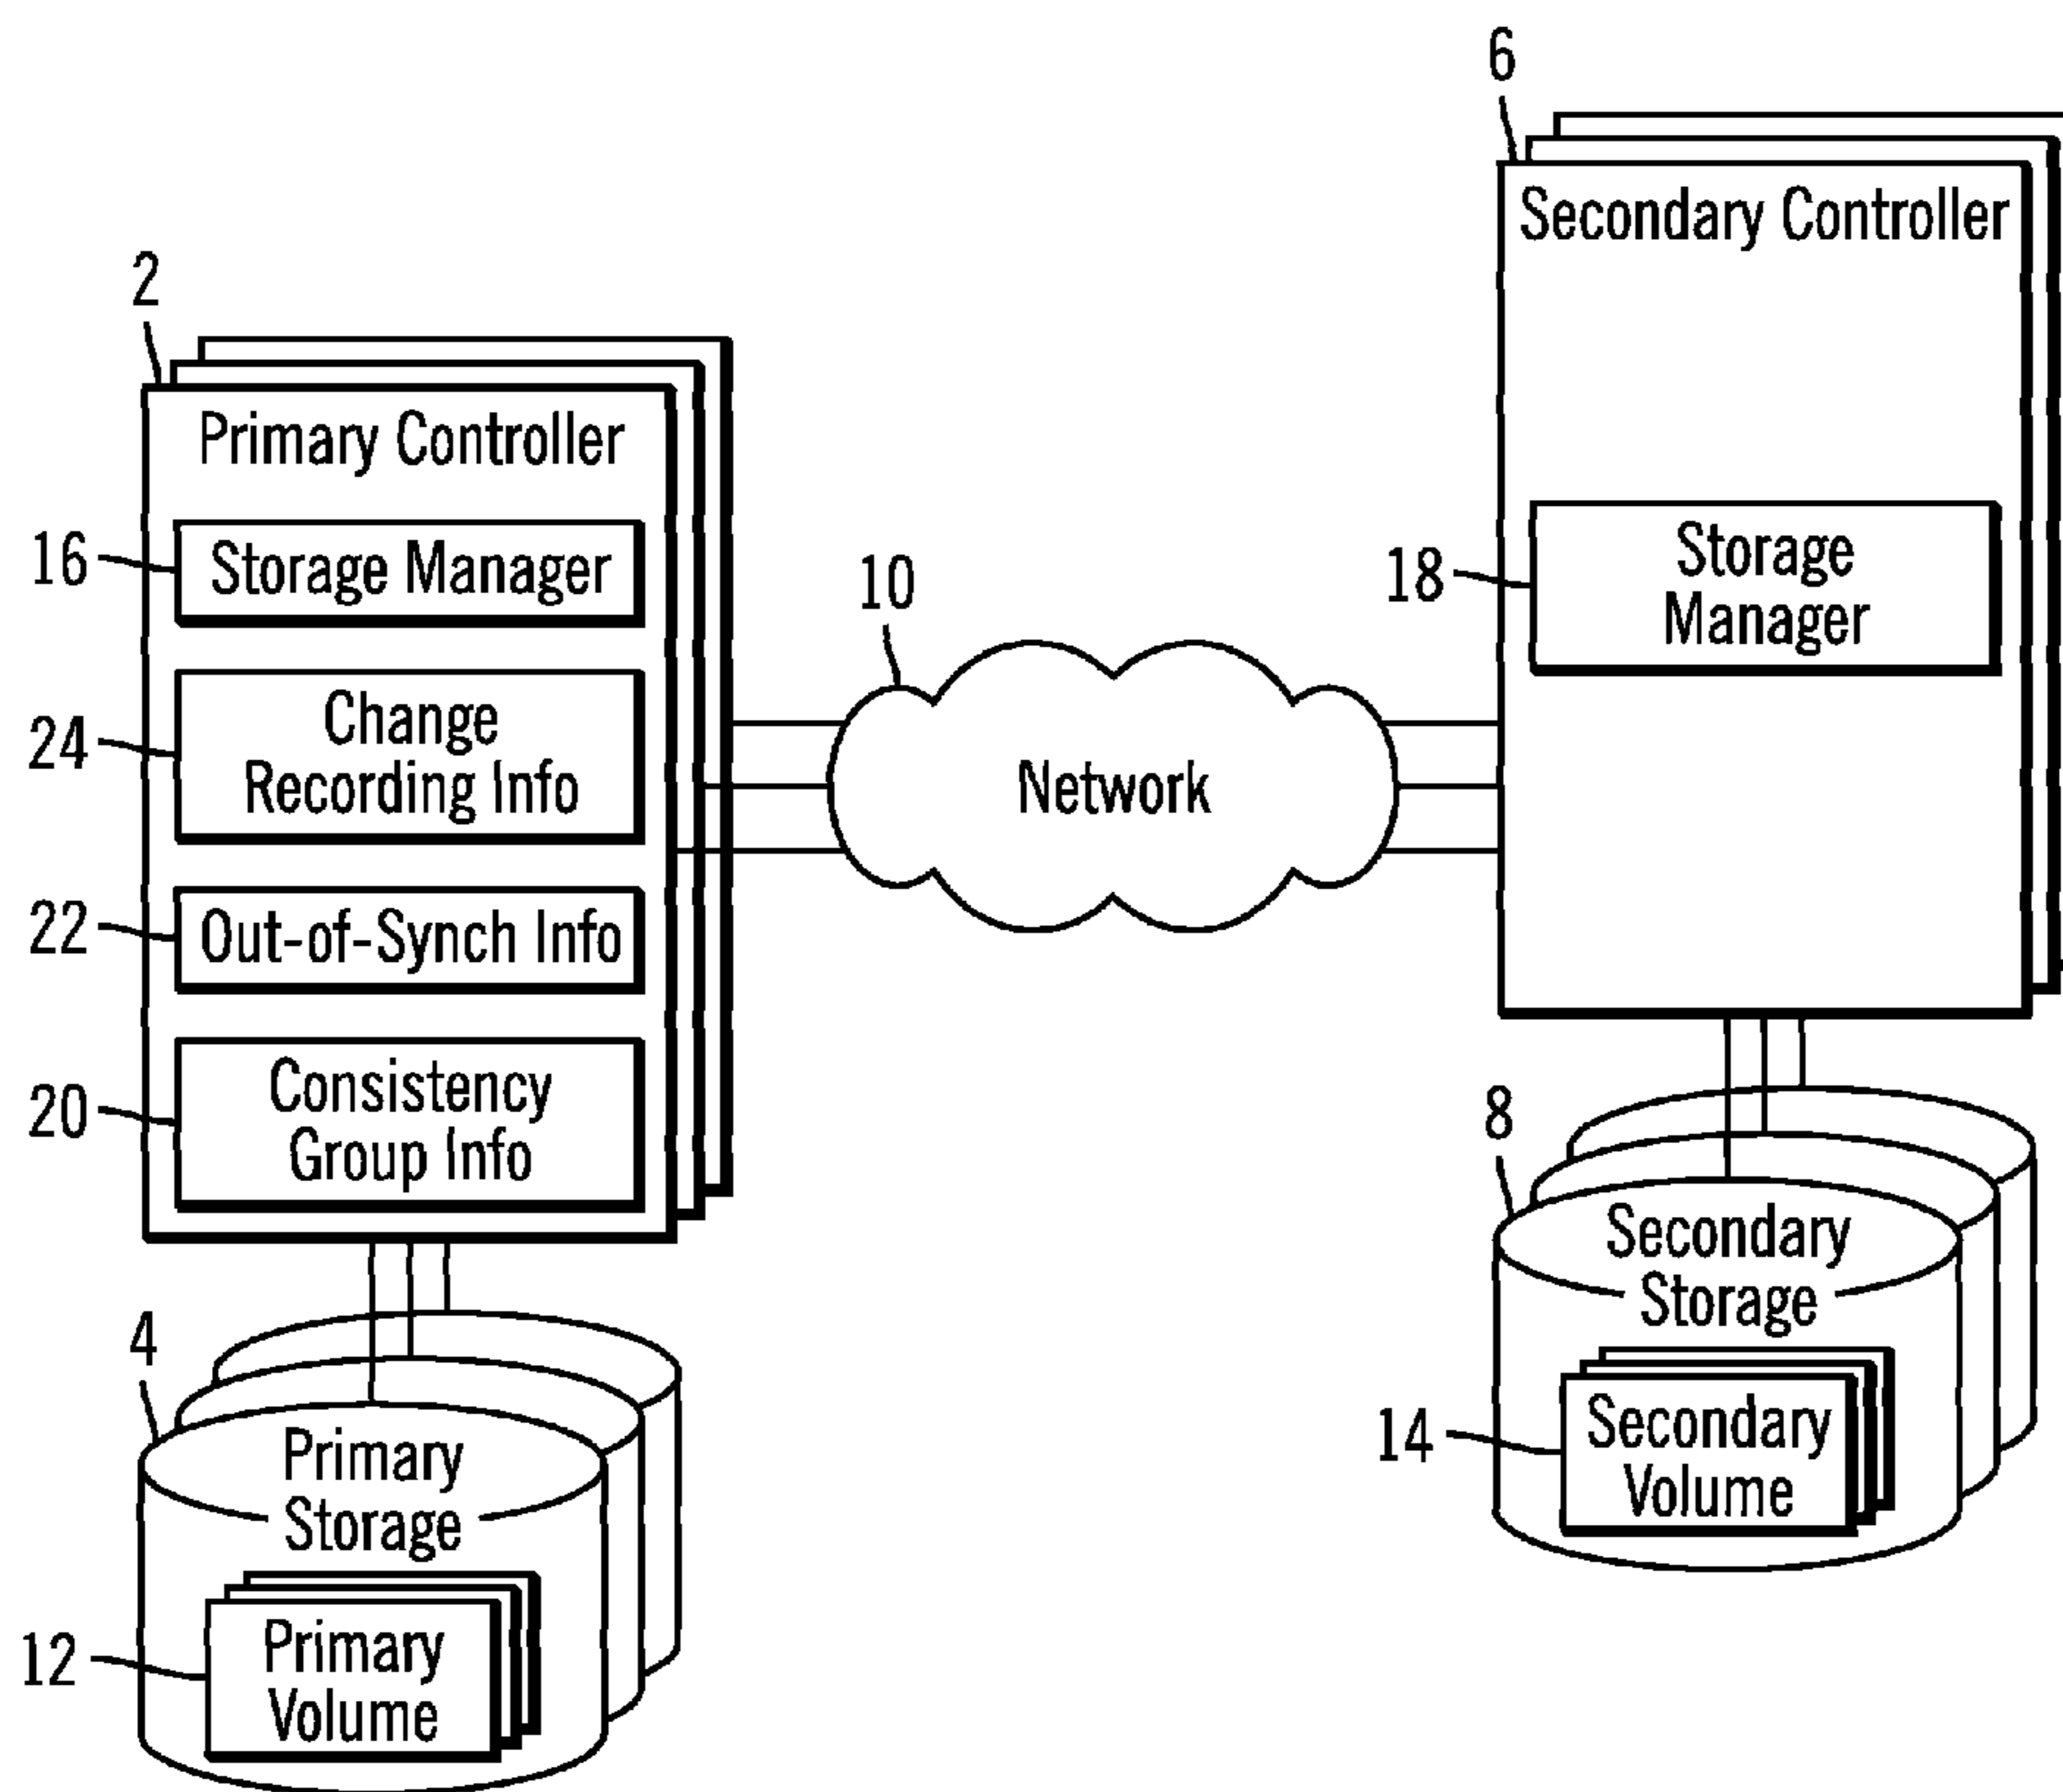 6
Secondary Controller
18
Storage
Manager
2
Primary Controller
16
Storage Manager
24
Change
Recording Info
22
Out-of-Synch Info
20
Consistency
Group Info
10
Network
8
Secondary
Storage
14
Secondary
Volume
4
Primary
Storage
12
Primary
Volume